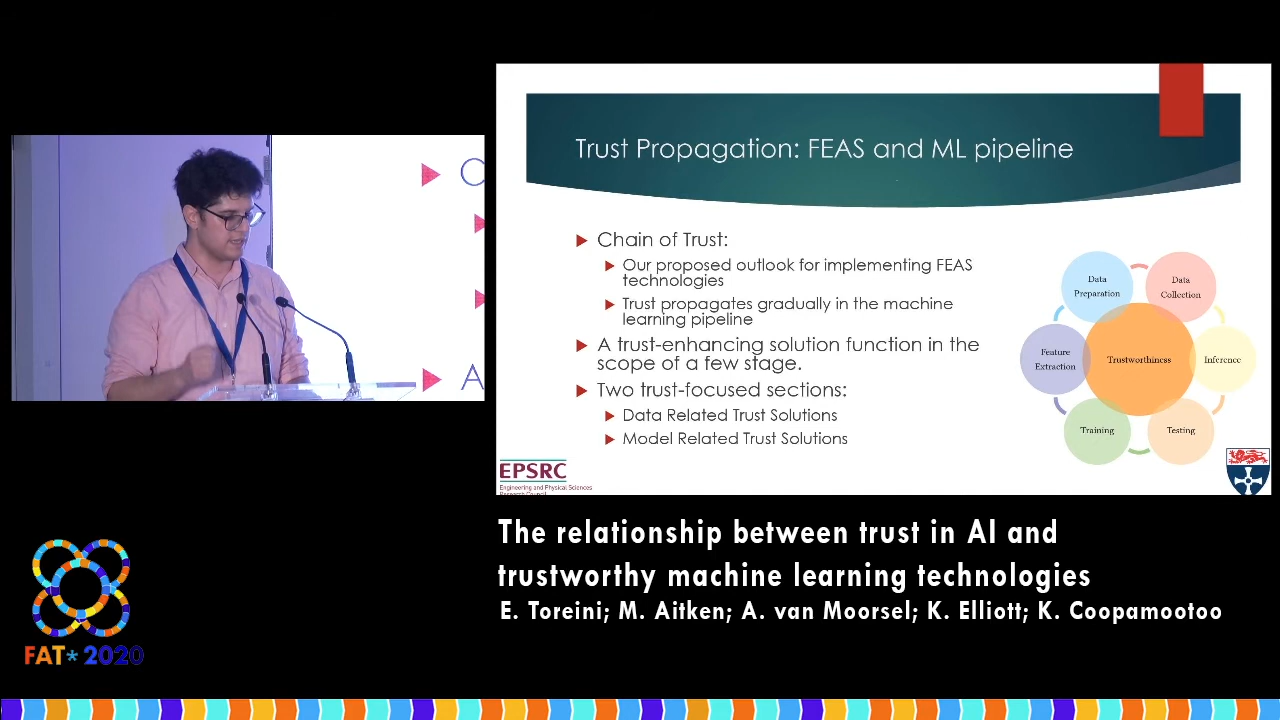 Trust Propagation: FEAS and ML pipeline
Chain of Trust:
Our proposed outlook for implementing FEAS
technologies
Trust propagates gradually in the machine
learning pipeline
A trust-enhancing solution function in the
scope of a few stage.
Two trust-focused sections:
Data Related Trust Solutions
Model Related Trust Solutions
Data
Preparation
Data
Collection
Feature
Extraction
Trustworthiness
Inference
Training
Testing
EPSRC
Engineering and Physical Sciences
Research Council
The relationship between trust in AI and
trustworthy machine learning technologies
E. Toreini; M. Aitken; A. van Moorsel; K. Elliott; K. Coopamootoo
FAT* 2020
C
A